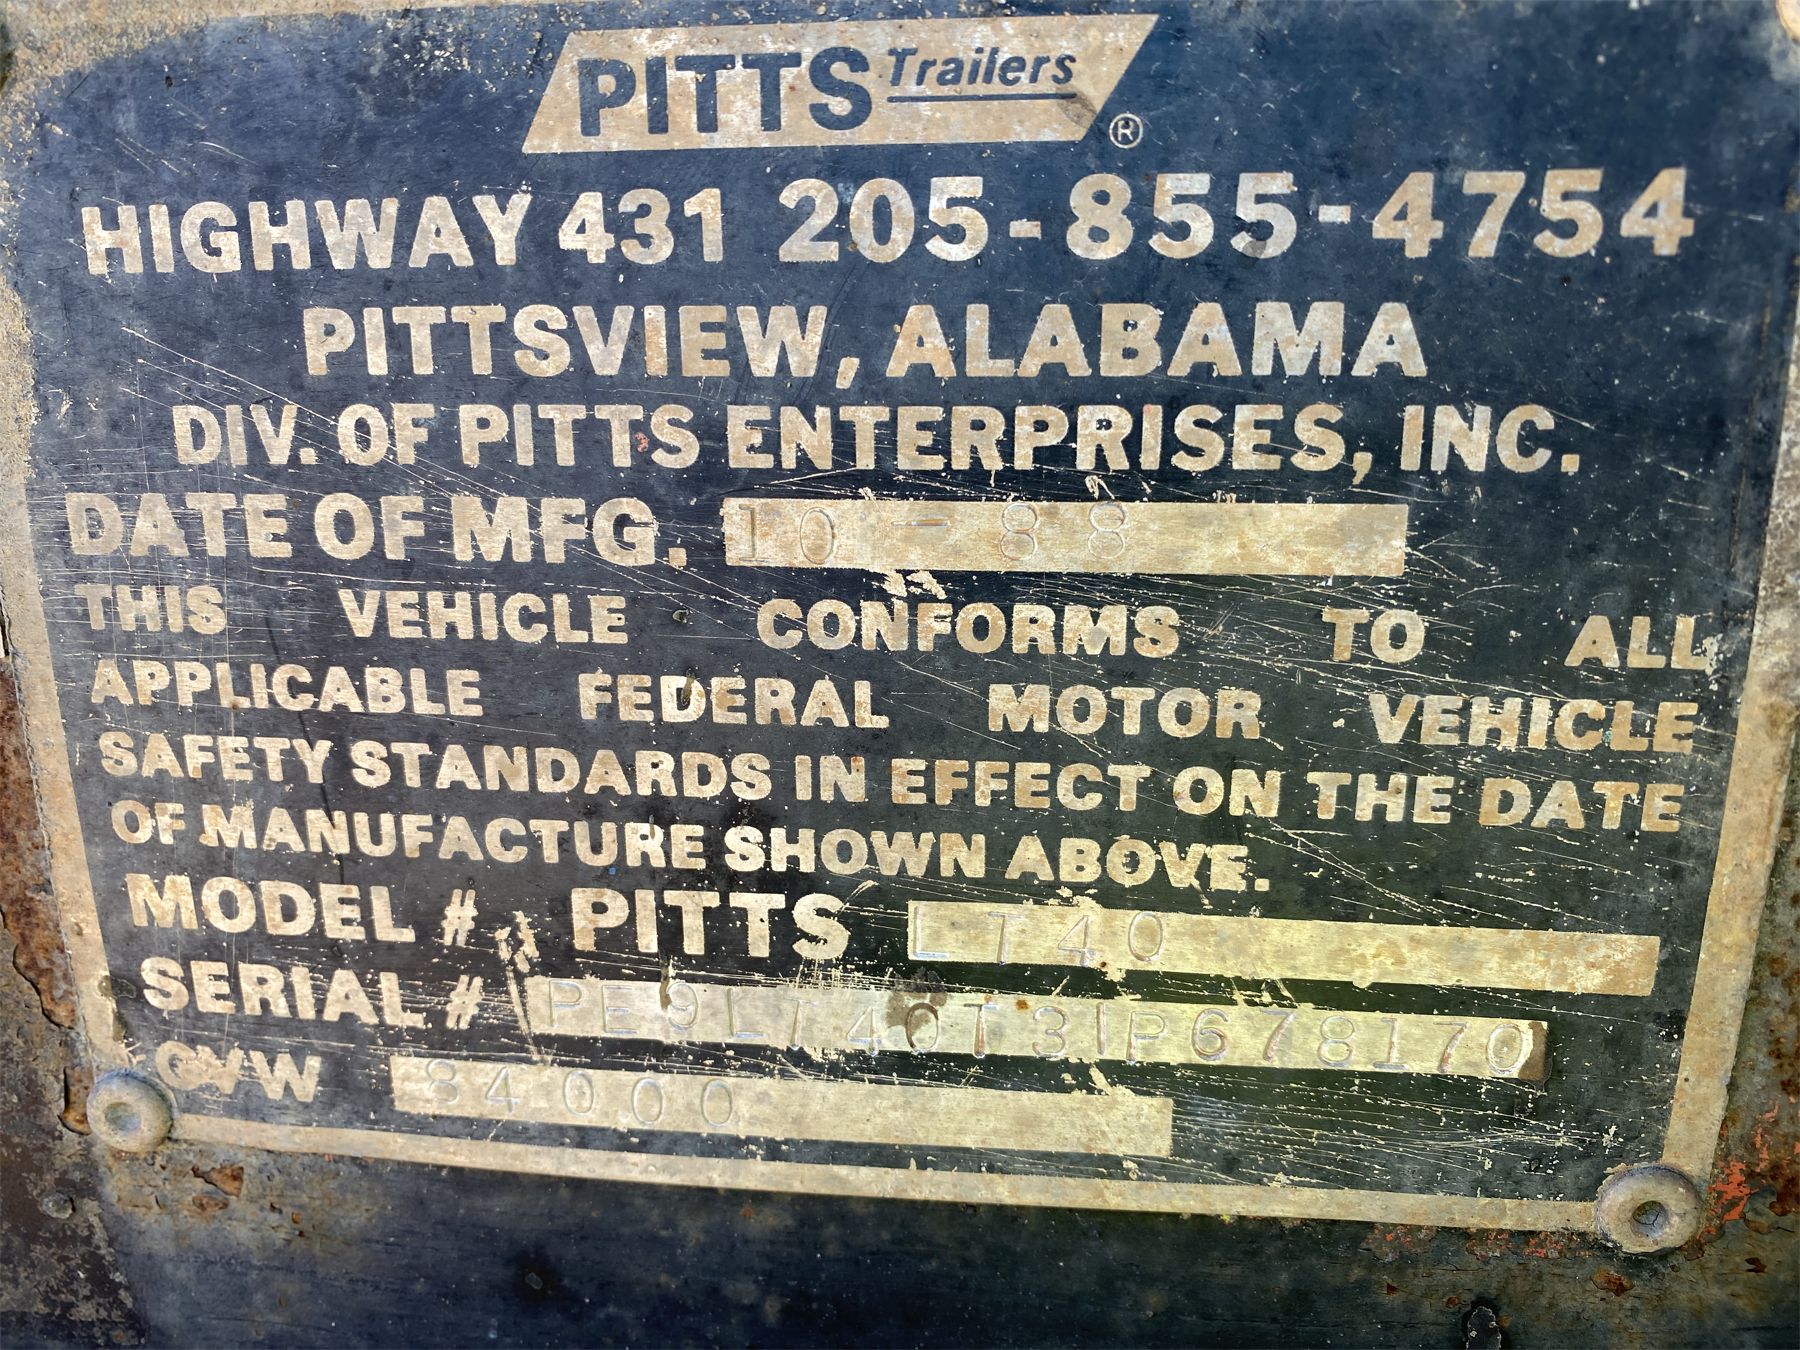 PITTS Trailers ®
HIGHWAY 431 205-855-4754
PITTSVIEW, ALABAMA
DIV. OF PITTS ENTERPRISES, INC.
DATE OF MFG. 10-88
THIS VEHICLE CONFORMS TO ALL
APPLICABLE FEDERAL MOTOR VEHICLE
SAFETY STANDARDS IN EFFECT ON THE DATE
OF MANUFACTURE SHOWN ABOVE.
MODEL # PITTS LT40
SERIAL # PE9LT40T31P678170
GVW 84000